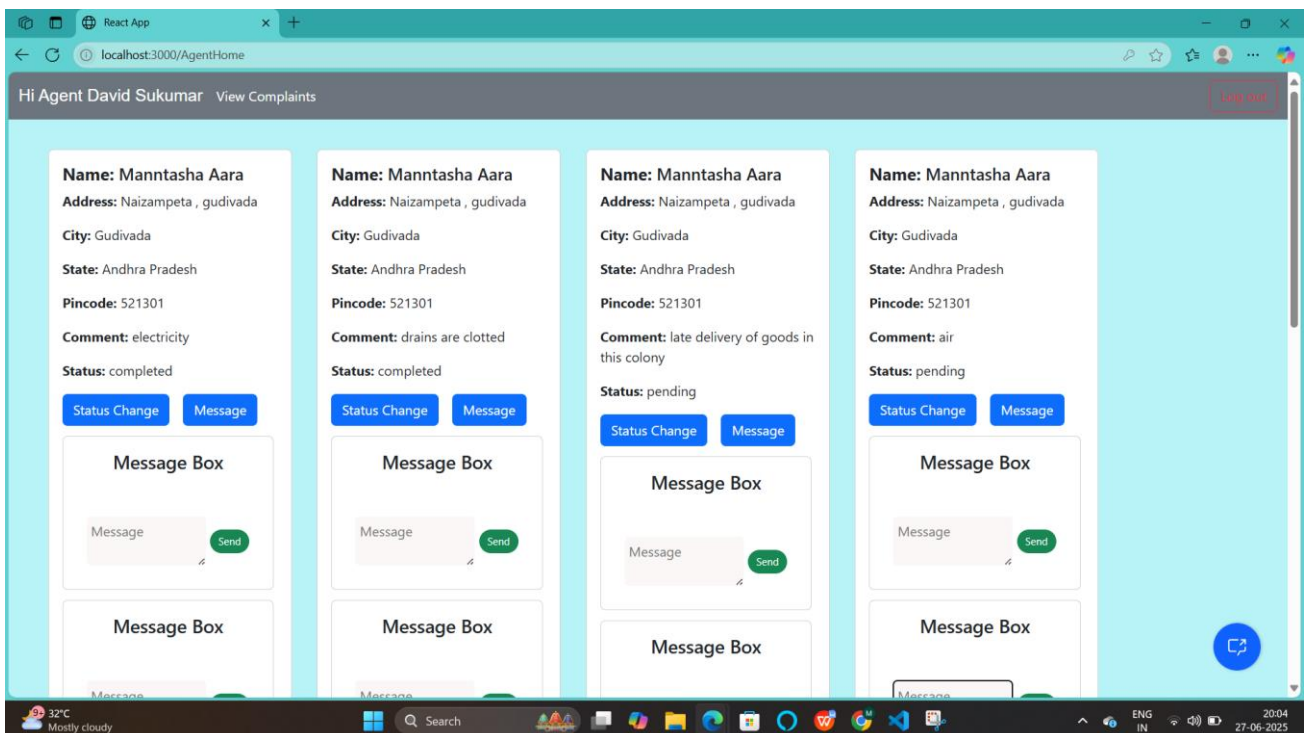 React App
localhost:3000/AgentHome
Hi Agent David Sukumar View Complaints Log out
Name: Manntasha Aara
Address: Naizampeta , gudivada
City: Gudivada
State: Andhra Pradesh
Pincode: 521301
Comment: electricity
Status: completed
Status Change Message
Message Box
Message Send
Message Box
Message
Name: Manntasha Aara
Address: Naizampeta , gudivada
City: Gudivada
State: Andhra Pradesh
Pincode: 521301
Comment: drains are clotted
Status: completed
Status Change Message
Message Box
Message Send
Message Box
Message
Name: Manntasha Aara
Address: Naizampeta , gudivada
City: Gudivada
State: Andhra Pradesh
Pincode: 521301
Comment: late delivery of goods in
this colony
Status: pending
Status Change Message
Message Box
Message Send
Message Box
Name: Manntasha Aara
Address: Naizampeta , gudivada
City: Gudivada
State: Andhra Pradesh
Pincode: 521301
Comment: air
Status: pending
Status Change Message
Message Box
Message Send
Message Box
Message
9+ 32°C
Mostly cloudy
Search
ENG
IN
20:04
27-06-2025